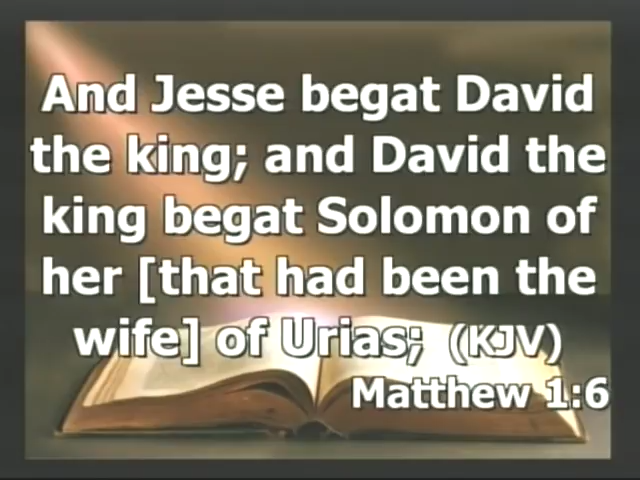 And Jesse begat David
the king; and David the
king begat Solomon of
her [that had been the
wife] of Urias; (KJV)
Matthew 1:6